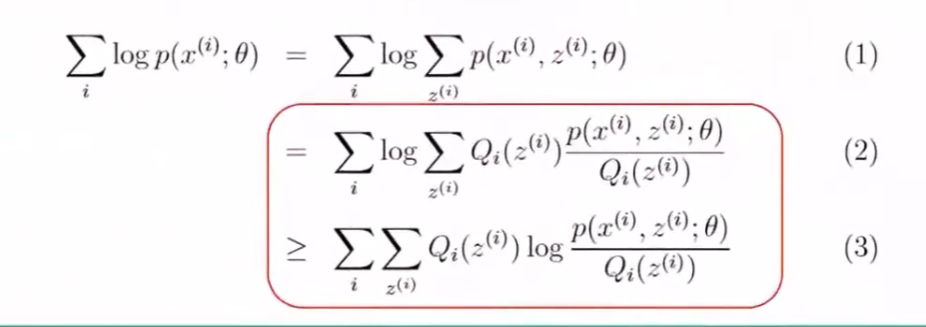 ∑_i log p(x^(i); θ) = ∑_i log ∑_{z^(i)} p(x^(i), z^(i); θ) (1)
= ∑_i log ∑_{z^(i)} Q_i(z^(i)) p(x^(i), z^(i); θ) / Q_i(z^(i)) (2)
≥ ∑_i ∑_{z^(i)} Q_i(z^(i)) log p(x^(i), z^(i); θ) / Q_i(z^(i)) (3)